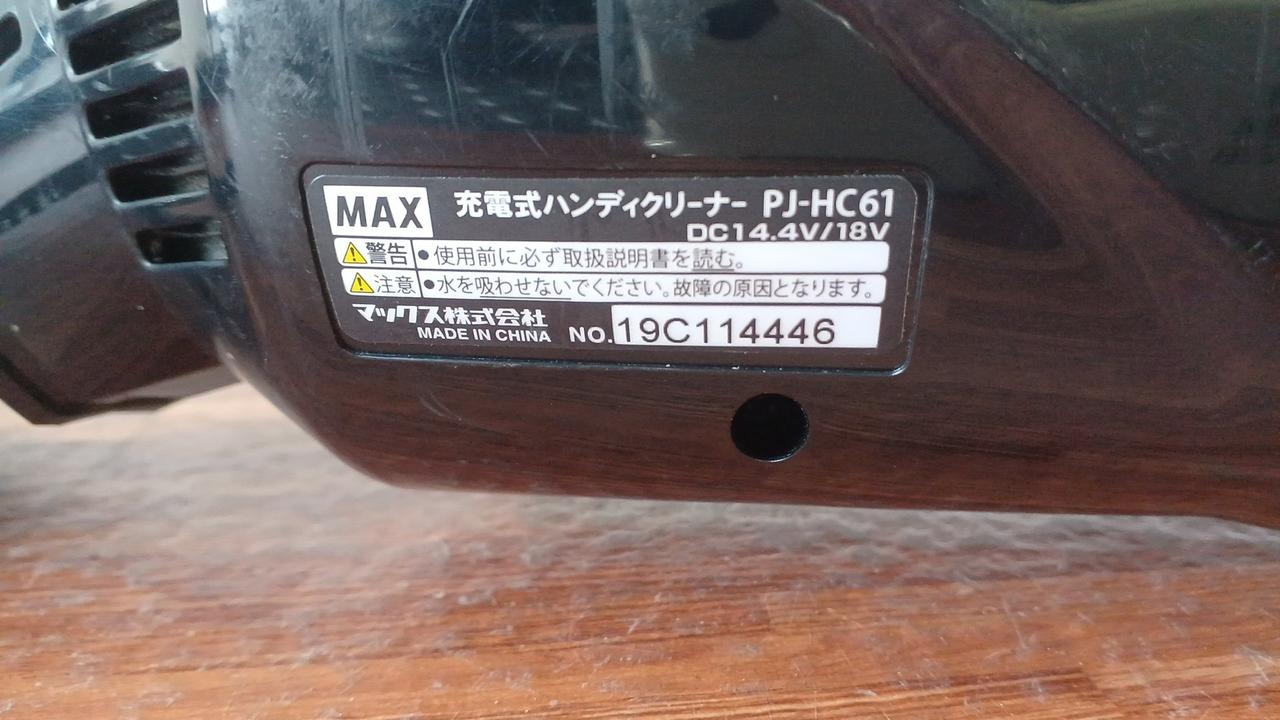 MAX 充電式ハンディクリーナー PJ-HC61
DC14.4V/18V
警告 ●使用前に必ず取扱説明書を読む。
注意 ●水を吸わせないでください。故障の原因となります。
マックス株式会社
MADE IN CHINA NO.19C114446